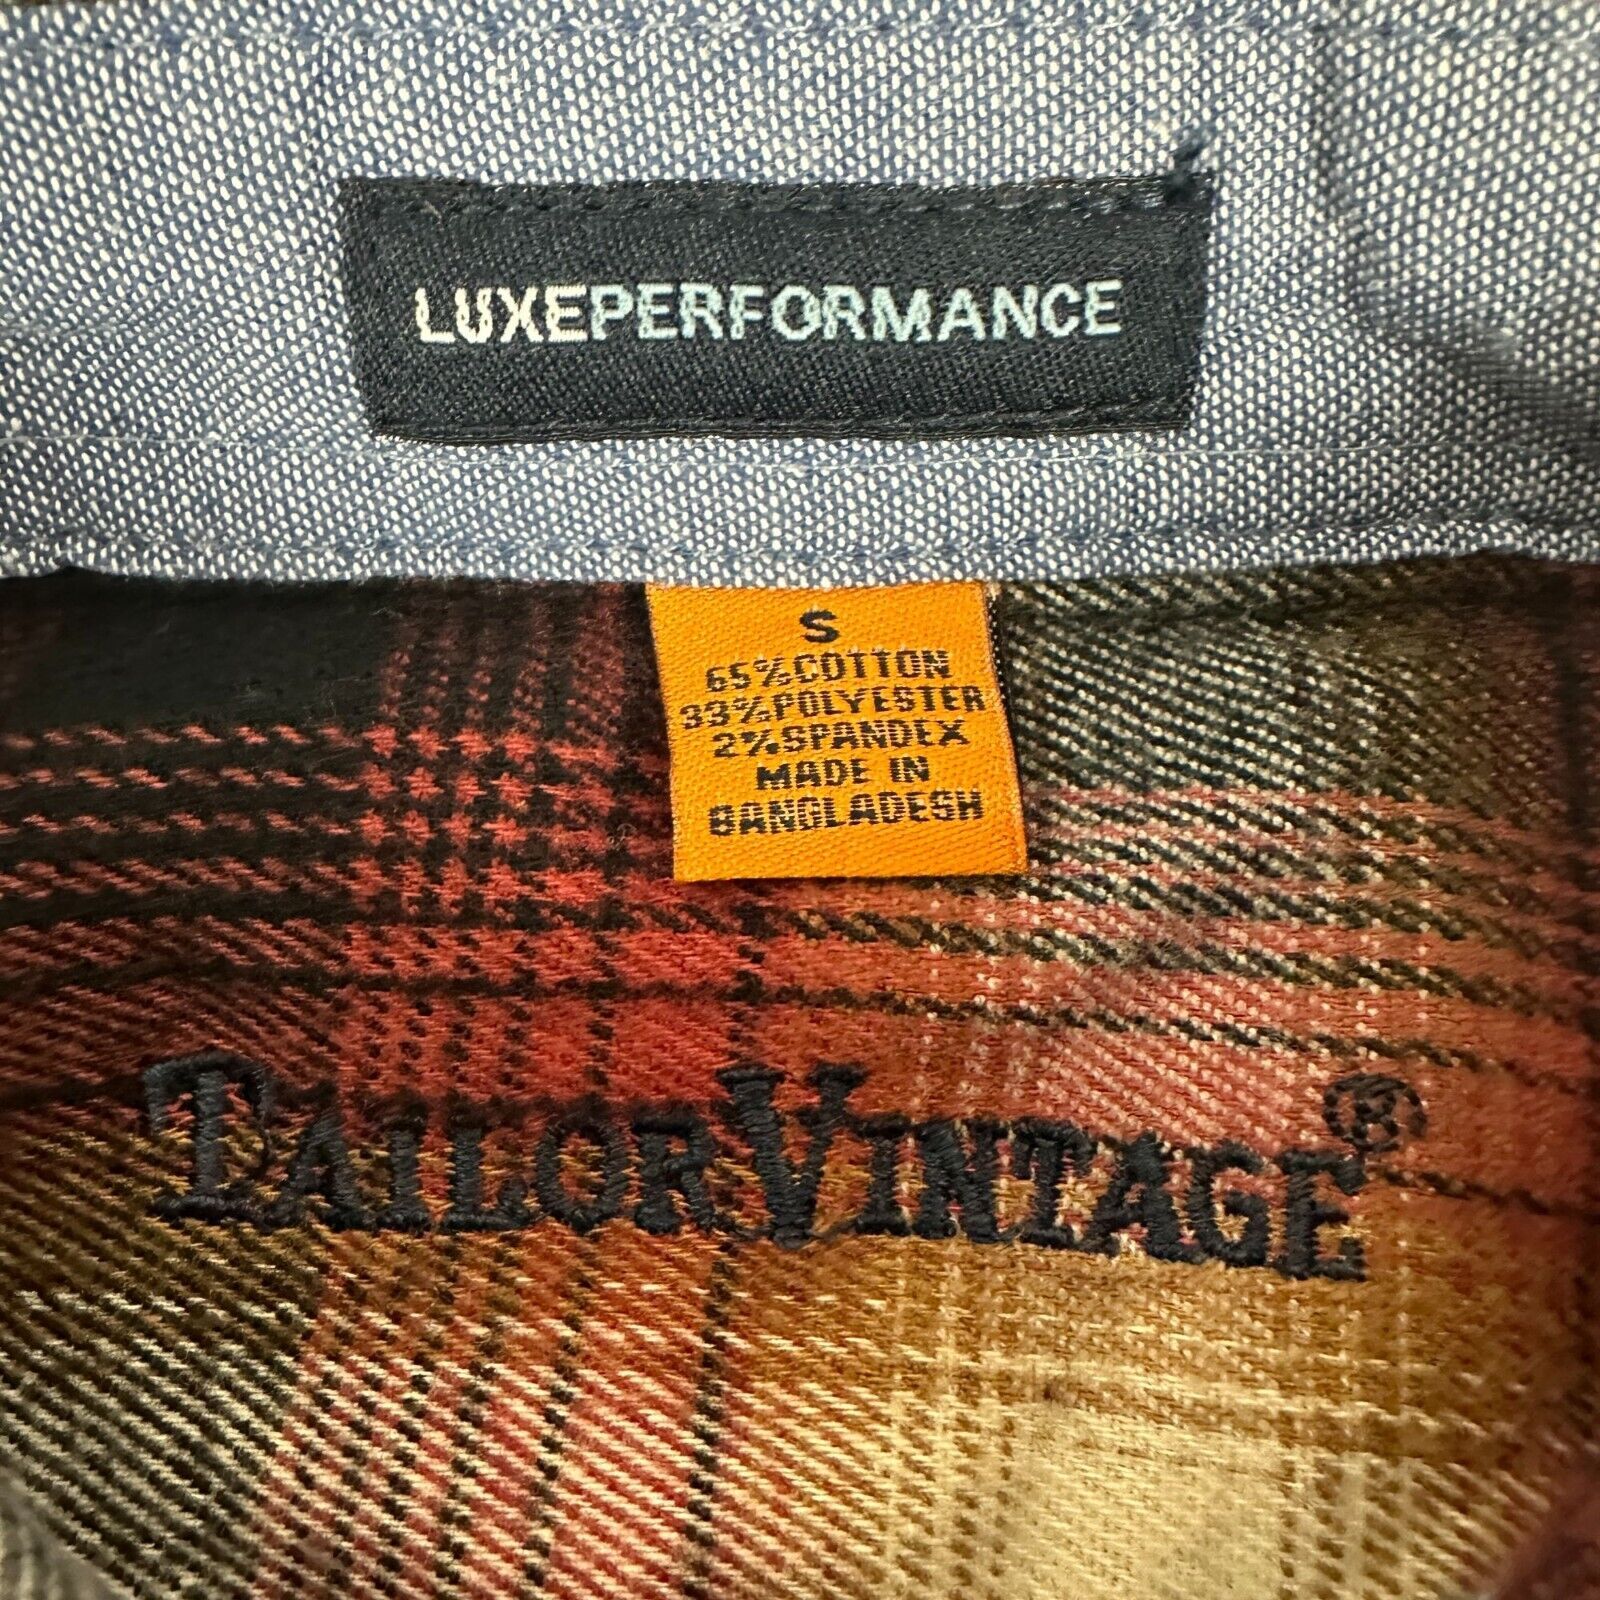 LUXEPERFORMANCE
S
65%COTTON
33%POLYESTER
2%SPANDEX
MADE IN
BANGLADESH
TAILORVINTAGE®